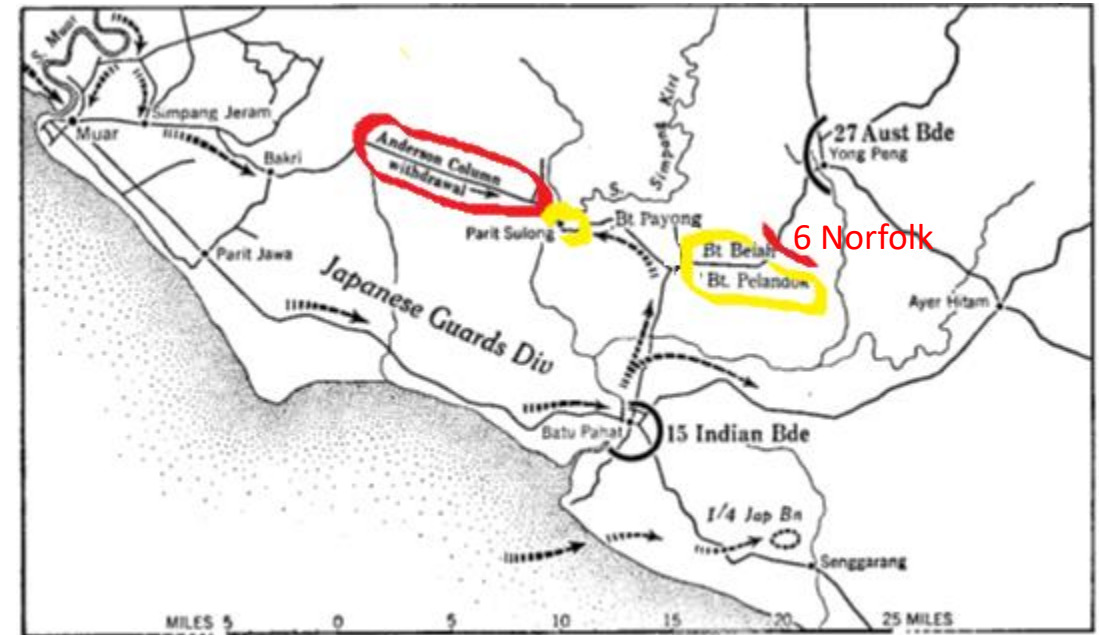 S. Muar
Simpang Jeram
Muar
Bakri
Anderson Column
withdrawal
S. Simpang Kiri
27 Aust Bde
Yong Peng
Parit Sulong
Bt Payong
6 Norfolk
Bt Belah
Bt. Pelandok
Parit Jawa
Ayer Hitam
Japanese Guards Div
Batu Pahat
15 Indian Bde
1/4 Jap Bn
Senggarang
MILES 5 0 5 10 15 20 25 MILES